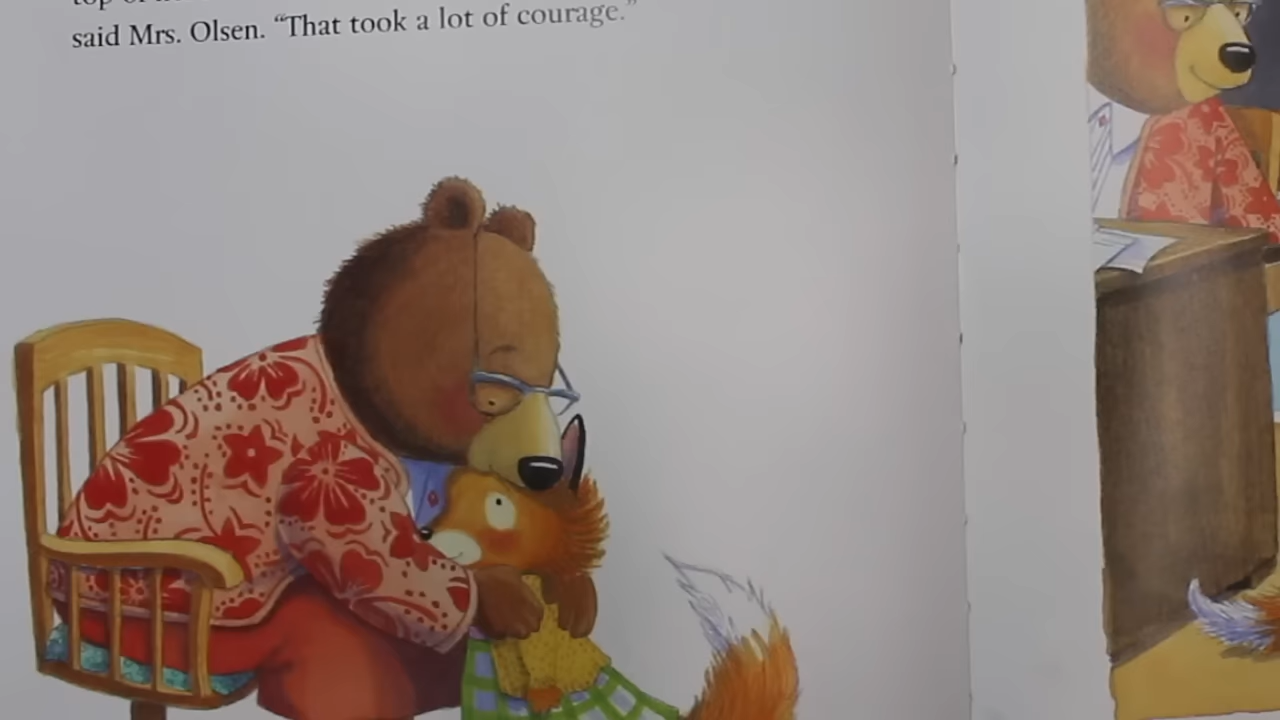 said Mrs. Olsen. “That took a lot of courage.”